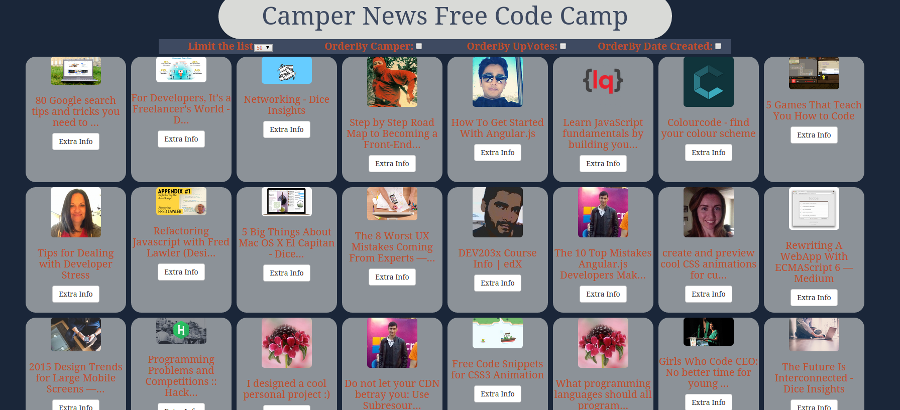 Camper News Free Code Camp
Limit the list 50 OrderBy Camper: OrderBy UpVotes: OrderBy Date Created:
80 Google search
tips and tricks you
need to ...
Extra Info
For Developers, It's a
Freelancer's World -
D...
Extra Info
Networking - Dice
Insights
Extra Info
Step by Step Road
Map to Becoming a
Front-End...
Extra Info
How To Get Started
With Angular.js
Extra Info
{lq}
Learn JavaScript
fundamentals by
building you...
Extra Info
Colourcode - find
your colour scheme
Extra Info
5 Games That Teach
You How to Code
Extra Info
Tips for Dealing
with Developer
Stress
Extra Info
APPENDIX #1
Refactoring
Javascript with Fred
Lawler (Desi...
Extra Info
5 Big Things About
Mac OS X El Capitan
- Dice...
Extra Info
The 8 Worst UX
Mistakes Coming
From Experts —...
Extra Info
DEV203x Course
Info | edX
Extra Info
The 10 Top Mistakes
Angular.js
Developers Mak...
Extra Info
create and preview
cool CSS animations
for cu...
Extra Info
Rewriting A
WebApp With
ECMAScript 6 —
Medium
Extra Info
2015 Design Trends
for Large Mobile
Screens —...
Extra Info
H
Programming
Problems and
Competitions ::
Hack...
Extra Info
I designed a cool
personal project :)
Do not let your CDN
betray you: Use
Subresour...
Free Code Snippets
for CSS3 Animation
Extra Info
What programming
languages should all
program...
Girls Who Code CEO:
No better time for
young ...
Extra Info
The Future Is
Interconnected -
Dice Insights
Extra Info